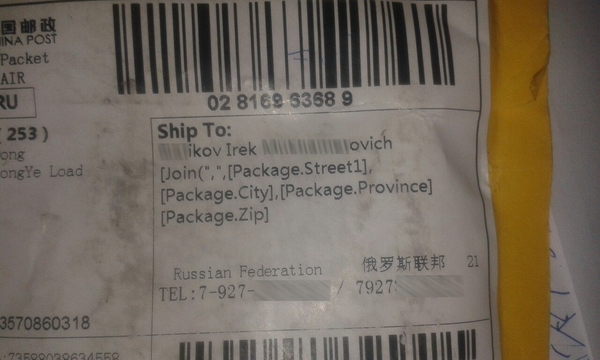 国邮政
INA POST
Packet
AIR
RU
(253)
ong
ongYe Load
02 8169 6368 9
Ship To:
ikov Irek ovich
[Join(",",[Package.Street1],
[Package.City],[Package.Province]
[Package.Zip]
Russian Federation 俄罗斯联邦 21
TEL:7-927- / 7927
3570860318